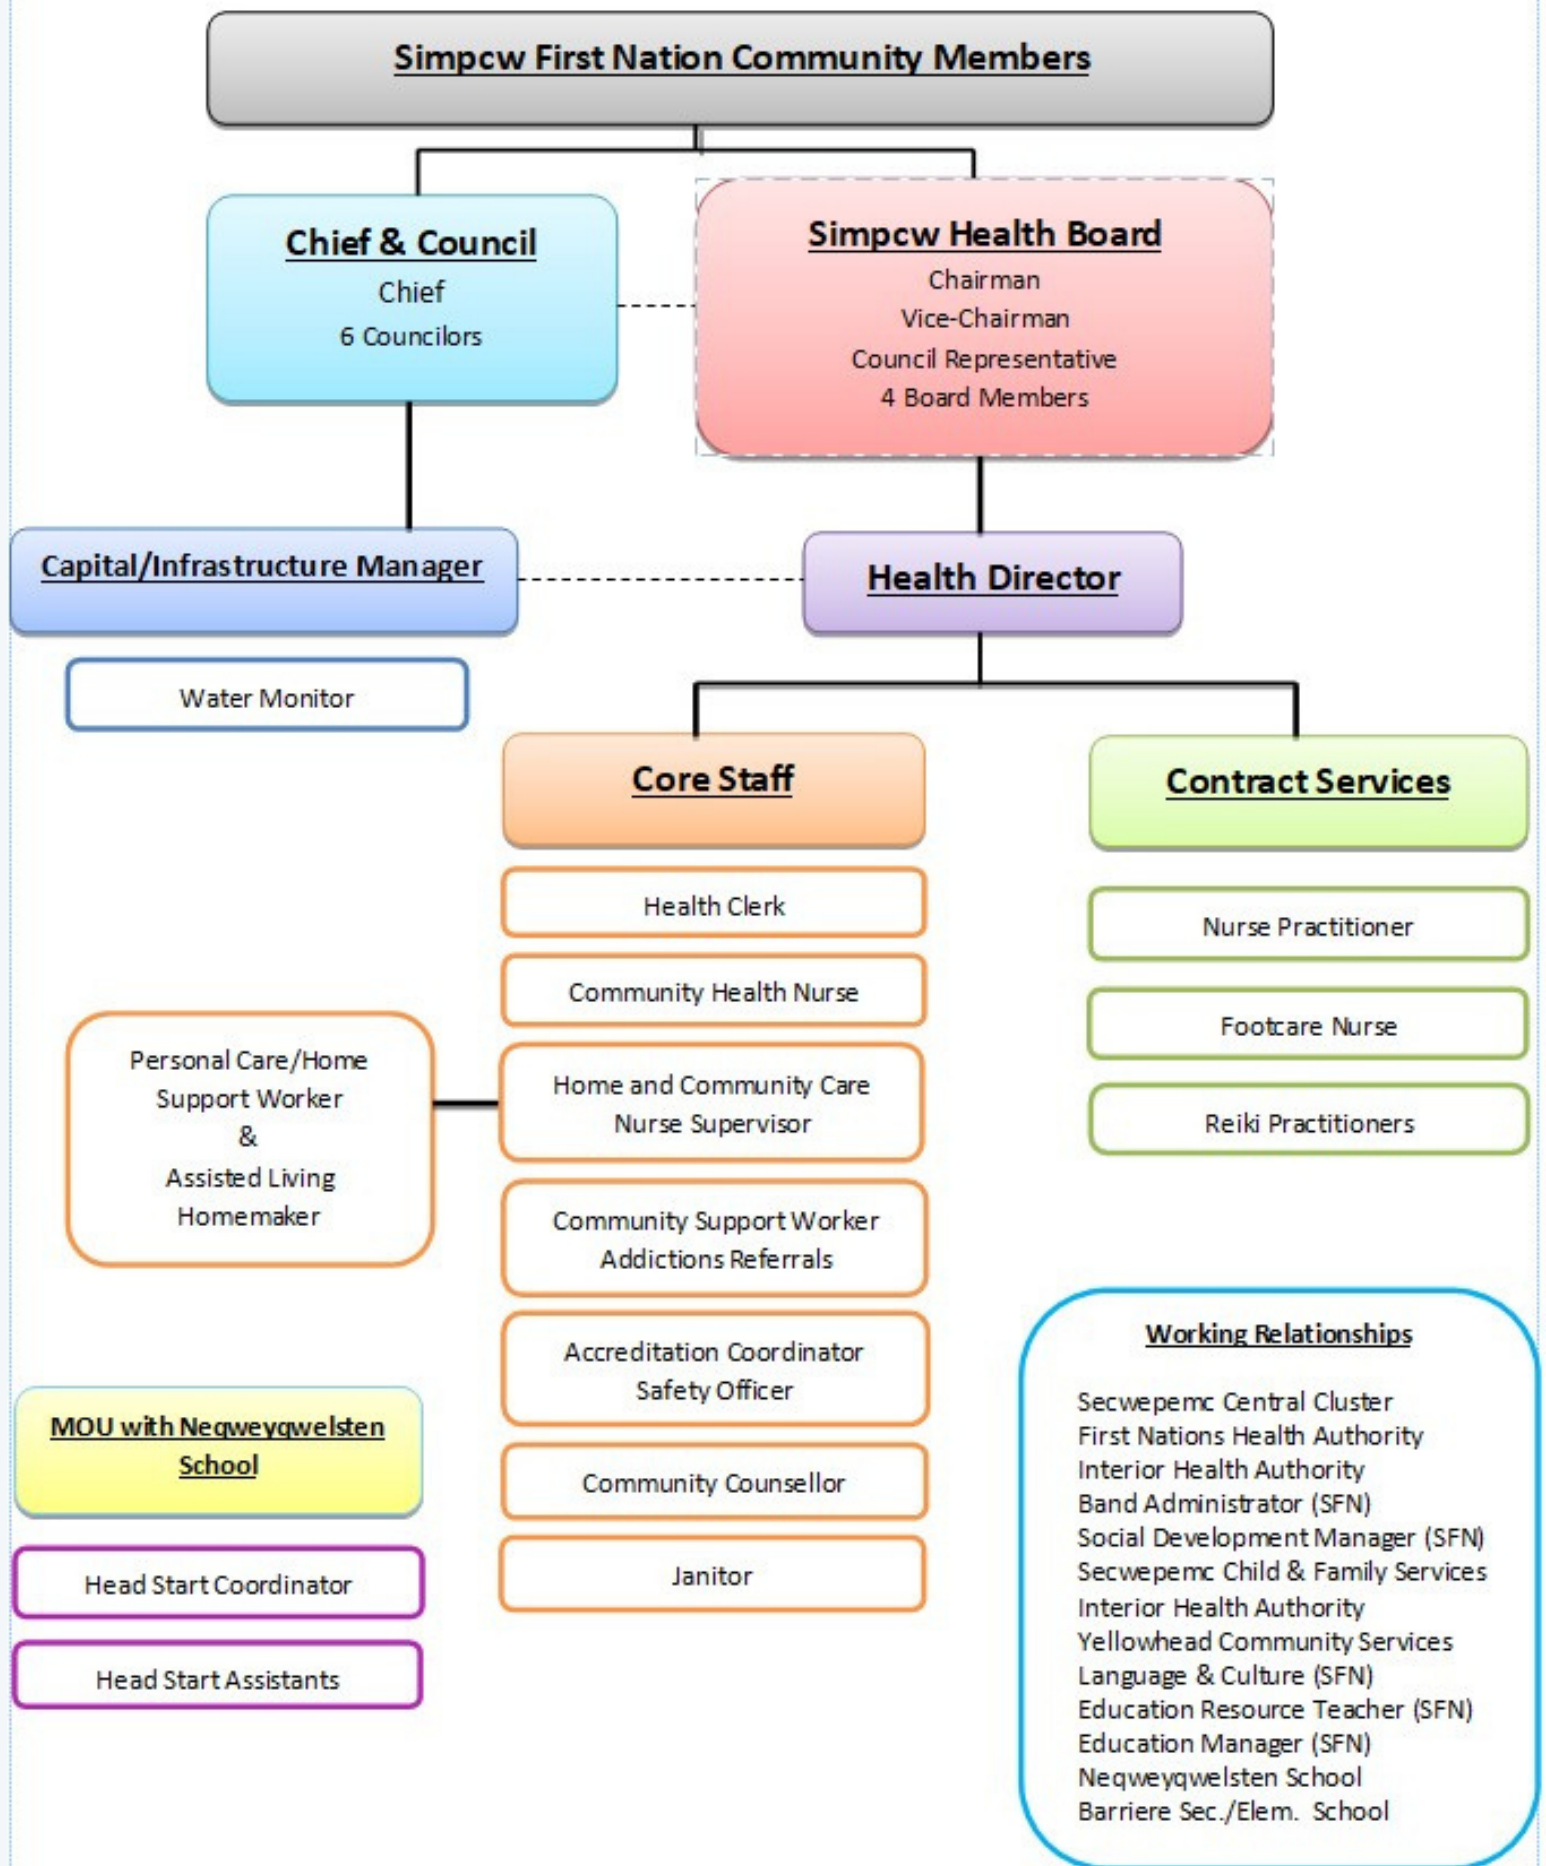 Simpcw First Nation Community Members
Chief & Council
Chief
6 Councilors
Simpcw Health Board
Chairman
Vice-Chairman
Council Representative
4 Board Members
Capital/Infrastructure Manager
Health Director
Water Monitor
Core Staff
Health Clerk
Community Health Nurse
Home and Community Care
Nurse Supervisor
Personal Care/Home
Support Worker
&
Assisted Living
Homemaker
Community Support Worker
Addictions Referrals
Accreditation Coordinator
Safety Officer
Community Counsellor
Janitor
Contract Services
Nurse Practitioner
Footcare Nurse
Reiki Practitioners
MOU with Neqweyqwelsten
School
Head Start Coordinator
Head Start Assistants
Working Relationships
Secwepemc Central Cluster
First Nations Health Authority
Interior Health Authority
Band Administrator (SFN)
Social Development Manager (SFN)
Secwepemc Child & Family Services
Interior Health Authority
Yellowhead Community Services
Language & Culture (SFN)
Education Resource Teacher (SFN)
Education Manager (SFN)
Neqweyqwelsten School
Barriere Sec./Elem. School